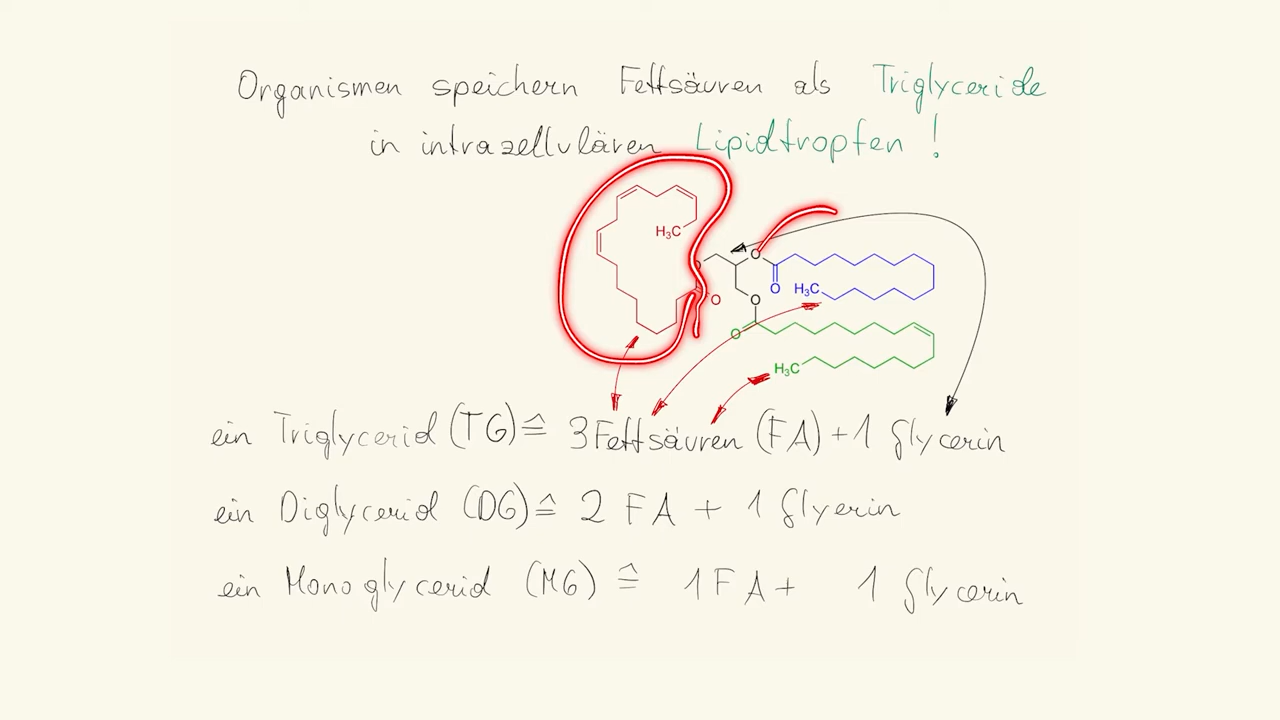 Organismen speichern Fettsäuren als Triglyceride
in intrazellulären Lipidtropfen !
H₃C
O
O
O
O
H₃C
O
O
H₃C
ein Triglycerid (TG) ≙ 3 Fettsäuren (FA) + 1 Glycerin
ein Diglycerid (DG) ≙ 2 FA + 1 Glyerin
ein Monoglycerid (MG) ≙ 1 FA + 1 Glycerin